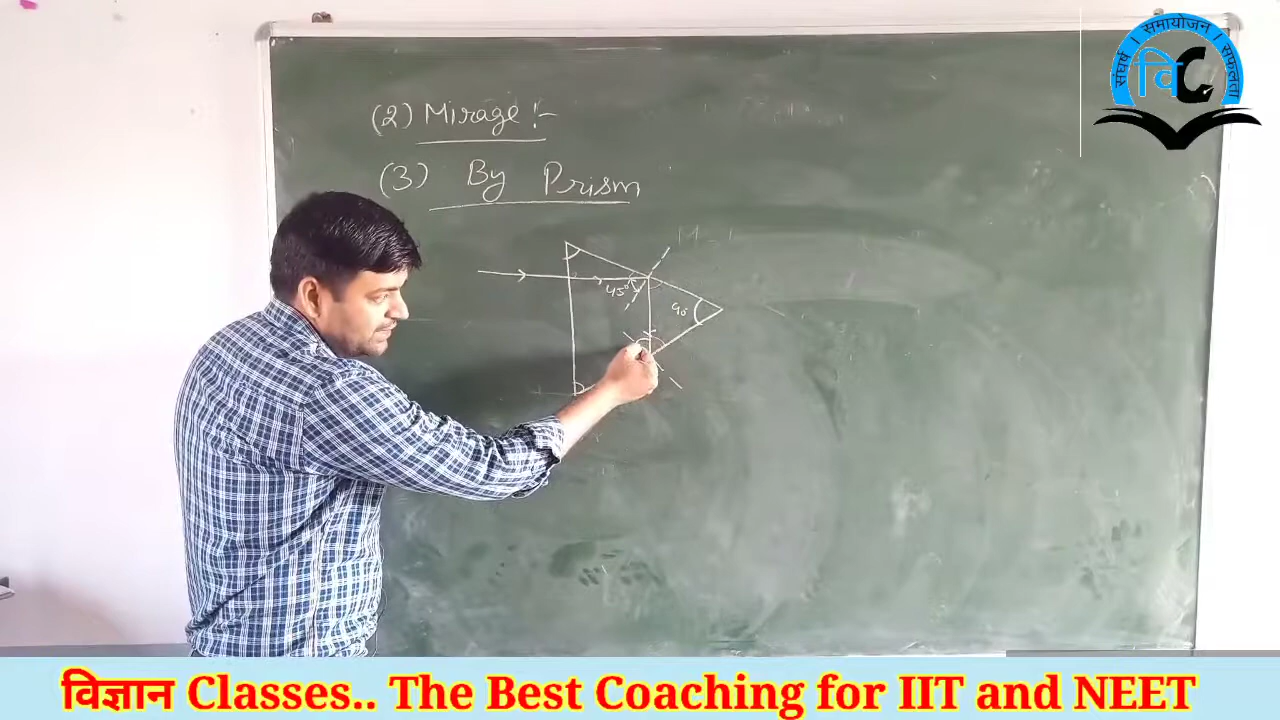 (2) Mirage :-
(3) By Prism
45°
90
संघर्ष । समायोजन । सफलता
विC
विज्ञान Classes.. The Best Coaching for IIT and NEET